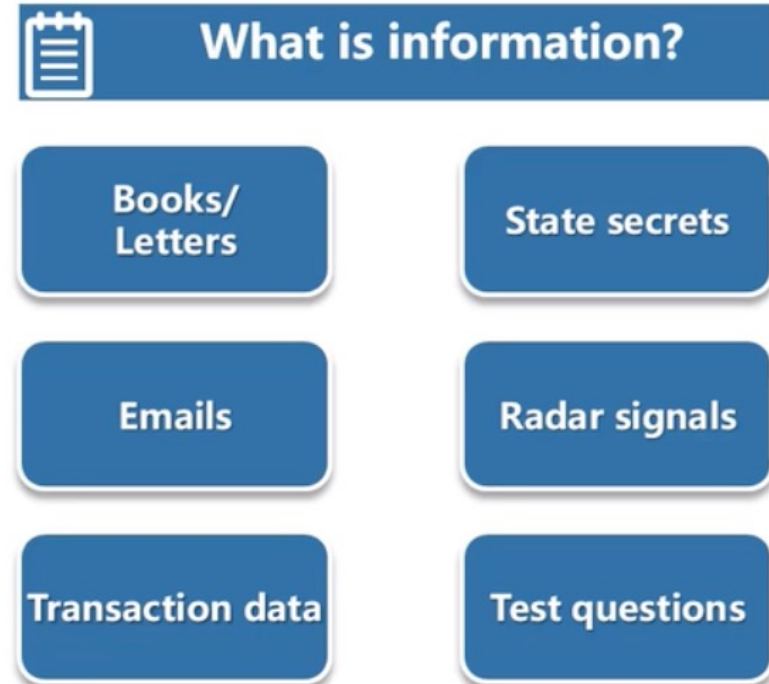 What is information?
Books/
Letters
State secrets
Emails
Radar signals
Transaction data
Test questions